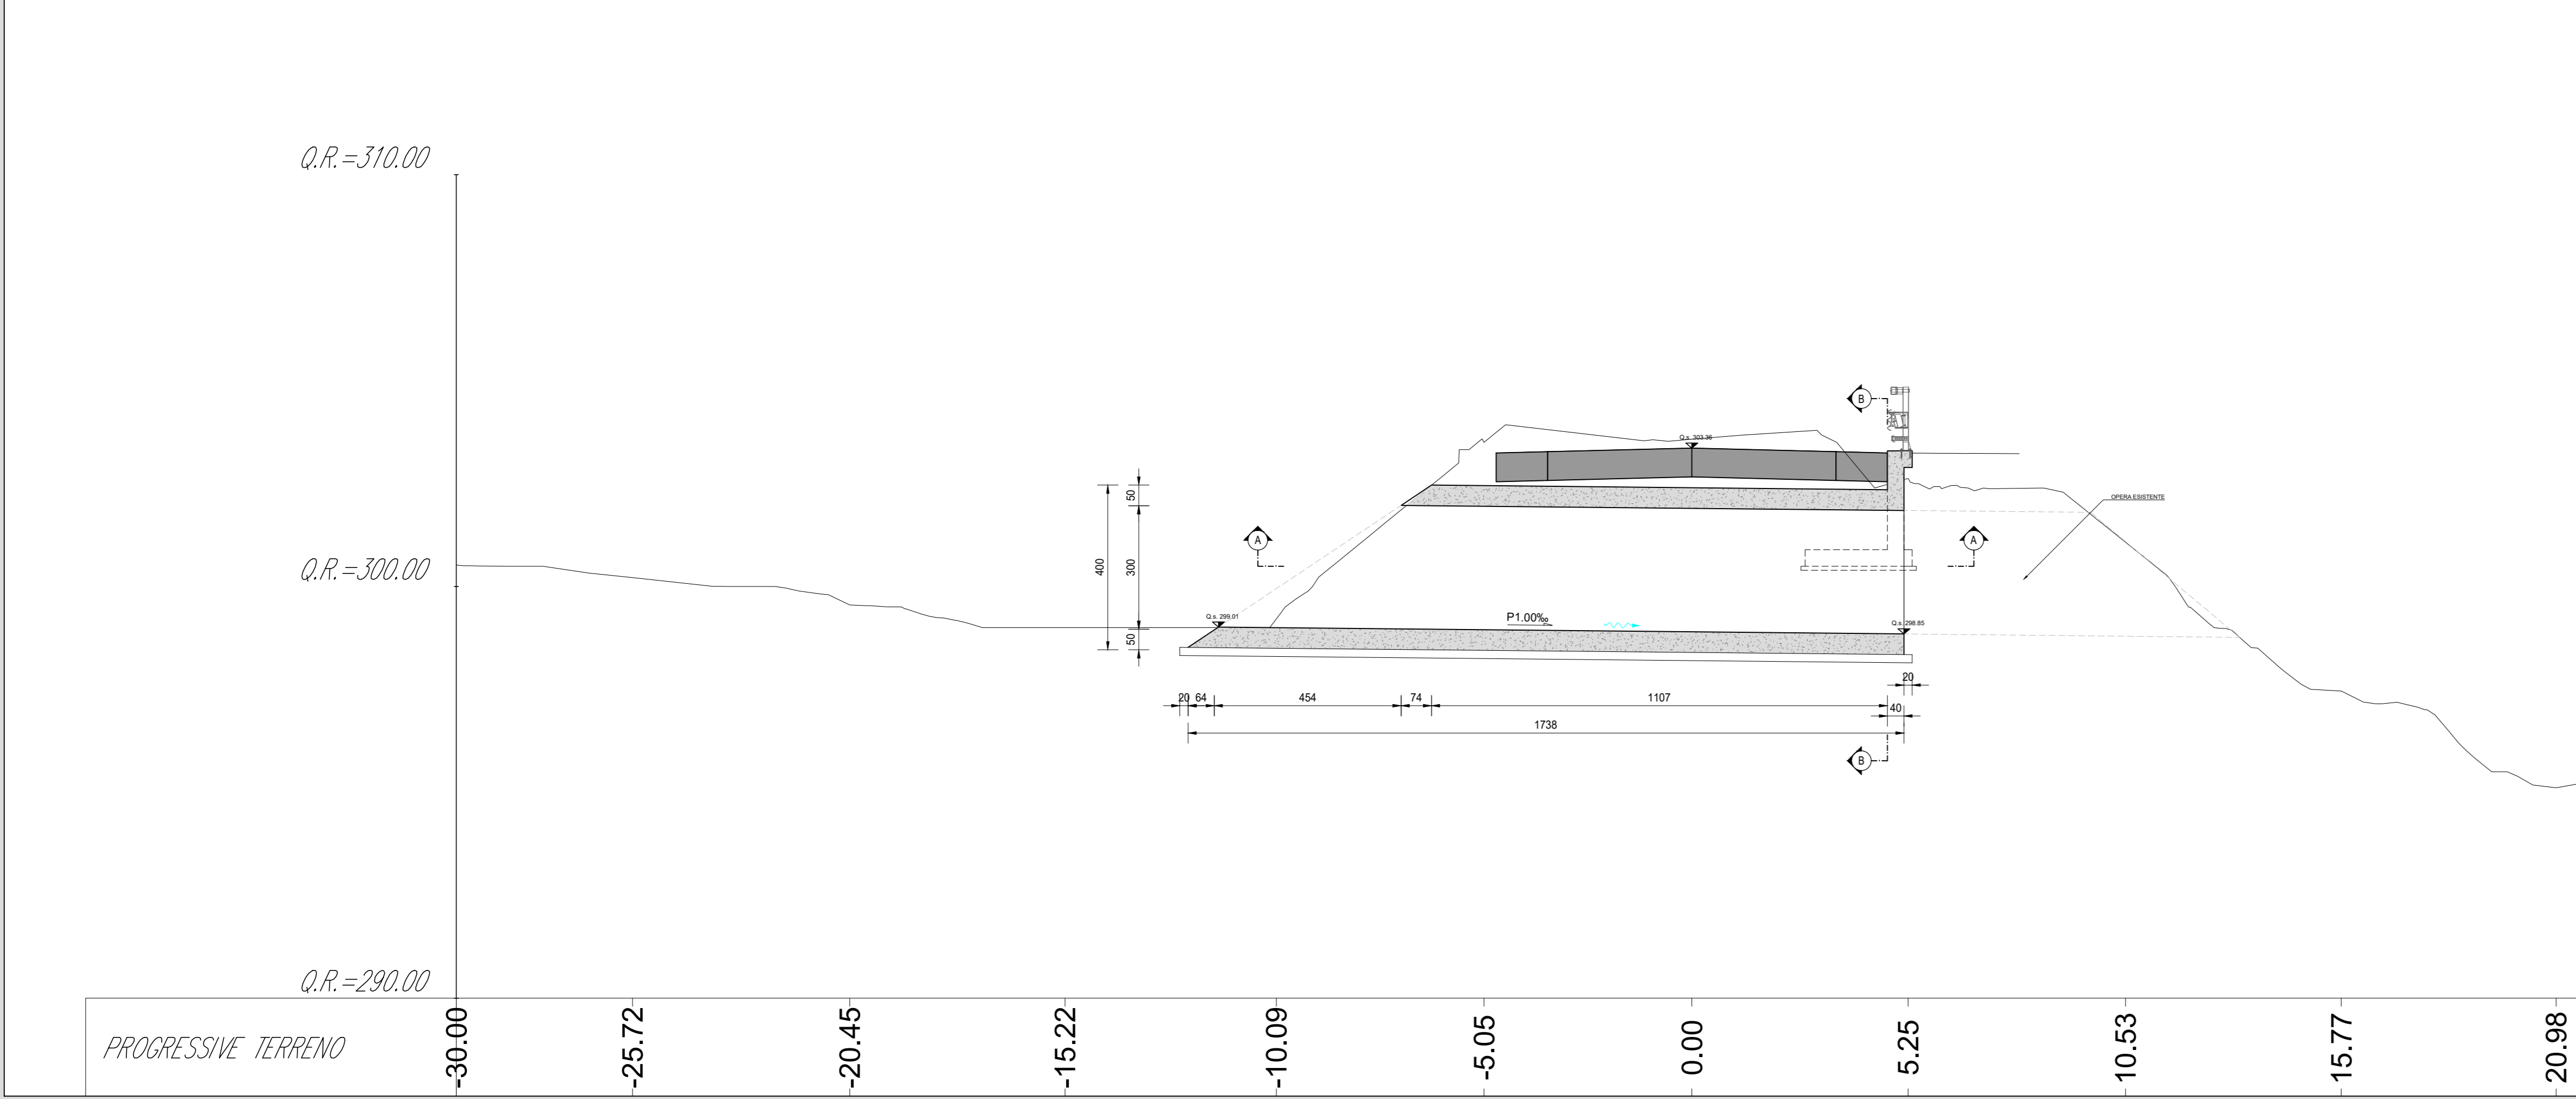 Q.R.=310.00
B
Q.s. 303.36
50
OPERA ESISTENTE
A
A
400
300
Q.R.=300.00
Q.s. 299.01
P1.00‰
Q.s. 298.85
50
20
20
64
454
74
1107
40
1738
B
Q.R.=290.00
PROGRESSIVE TERRENO
-30.00
-25.72
-20.45
-15.22
-10.09
-5.05
0.00
5.25
10.53
15.77
20.98